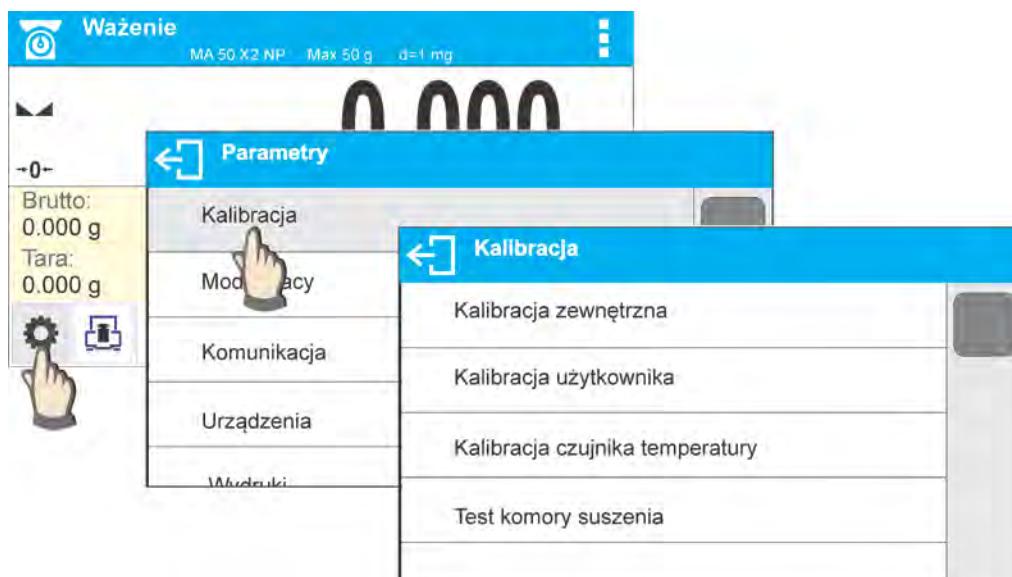 Ważenie
MA 50 X2 NP Max 50 g d=1 mg
0.000
→0←
Brutto:
0.000 g
Tara:
0.000 g
Parametry
Kalibracja
Komunikacja
Urządzenia
Wydruki
Kalibracja
Kalibracja zewnętrzna
Kalibracja użytkownika
Kalibracja czujnika temperatury
Test komory suszenia